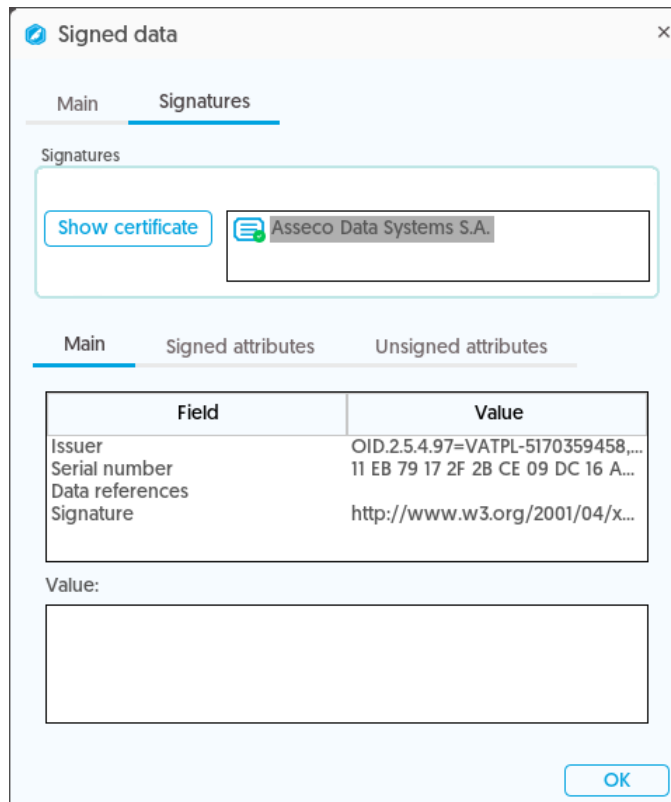 Signed data
Main Signatures
Signatures
Show certificate Asseco Data Systems S.A.
Main Signed attributes Unsigned attributes
Field Value
Issuer OID.2.5.4.97=VATPL-5170359458,...
Serial number 11 EB 79 17 2F 2B CE 09 DC 16 A...
Data references
Signature http://www.w3.org/2001/04/x...
Value:
OK